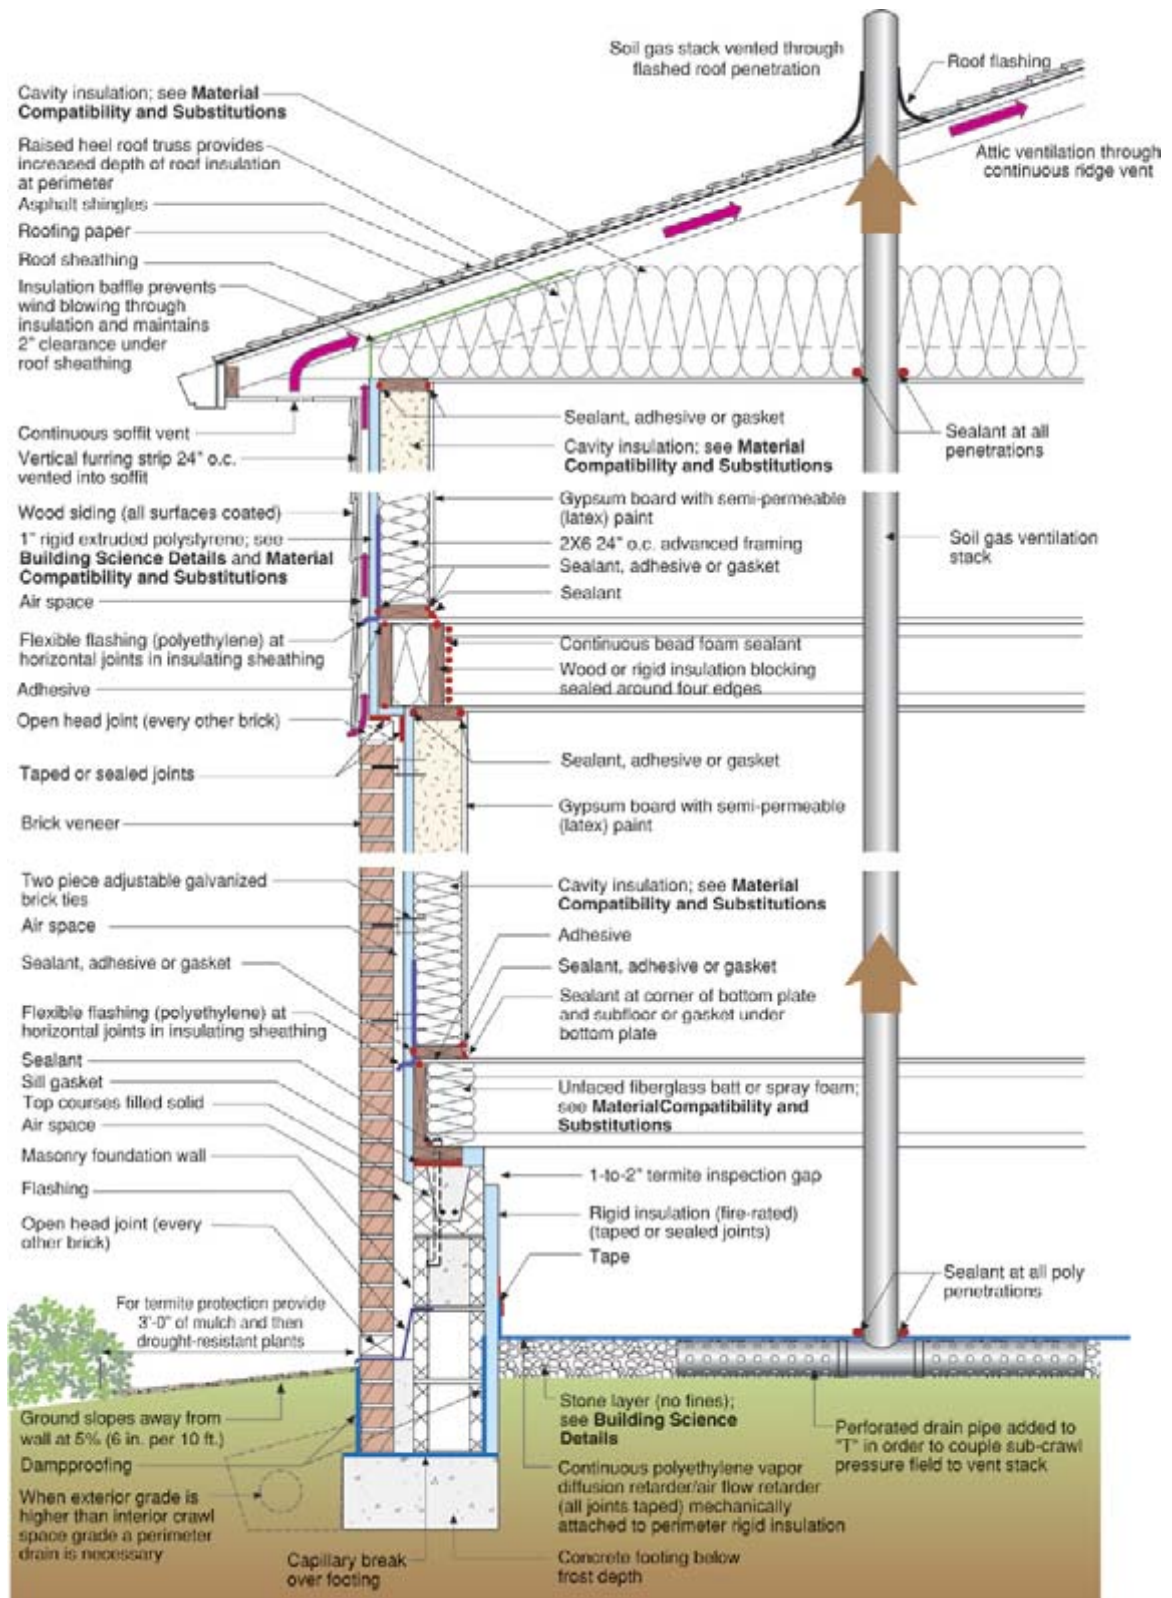 Soil gas stack vented through
flashed roof penetration
Roof flashing
Attic ventilation through
continuous ridge vent
Cavity insulation; see Material
Compatibility and Substitutions
Raised heel roof truss provides
increased depth of roof insulation
at perimeter
Asphalt shingles
Roofing paper
Roof sheathing
Insulation baffle prevents
wind blowing through
insulation and maintains
2" clearance under
roof sheathing
Continuous soffit vent
Vertical furring strip 24" o.c.
vented into soffit
Wood siding (all surfaces coated)
1" rigid extruded polystyrene; see
Building Science Details and Material
Compatibility and Substitutions
Air space
Flexible flashing (polyethylene) at
horizontal joints in insulating sheathing
Adhesive
Open head joint (every other brick)
Taped or sealed joints
Brick veneer
Two piece adjustable galvanized
brick ties
Air space
Sealant, adhesive or gasket
Flexible flashing (polyethylene) at
horizontal joints in insulating sheathing
Sealant
Sill gasket
Top courses filled solid
Air space
Masonry foundation wall
Flashing
Open head joint (every
other brick)
For termite protection provide
3'-0" of mulch and then
drought-resistant plants
Ground slopes away from
wall at 5% (6 in. per 10 ft.)
Dampproofing
When exterior grade is
higher than interior crawl
space grade a perimeter
drain is necessary
Capillary break
over footing
Sealant, adhesive or gasket
Cavity insulation; see Material
Compatibility and Substitutions
Gypsum board with semi-permeable
(latex) paint
2X6 24" o.c. advanced framing
Sealant, adhesive or gasket
Sealant
Continuous bead foam sealant
Wood or rigid insulation blocking
sealed around four edges
Sealant, adhesive or gasket
Gypsum board with semi-permeable
(latex) paint
Cavity insulation; see Material
Compatibility and Substitutions
Adhesive
Sealant, adhesive or gasket
Sealant at corner of bottom plate
and subfloor or gasket under
bottom plate
Unfaced fiberglass batt or spray foam;
see MaterialCompatibility and
Substitutions
1-to-2" termite inspection gap
Rigid insulation (fire-rated)
(taped or sealed joints)
Tape
Stone layer (no fines);
see Building Science
Details
Continuous polyethylene vapor
diffusion retarder/air flow retarder
(all joints taped) mechanically
attached to perimeter rigid insulation
Concrete footing below
frost depth
Sealant at all
penetrations
Soil gas ventilation
stack
Sealant at all poly
penetrations
Perforated drain pipe added to
"T" in order to couple sub-crawl
pressure field to vent stack